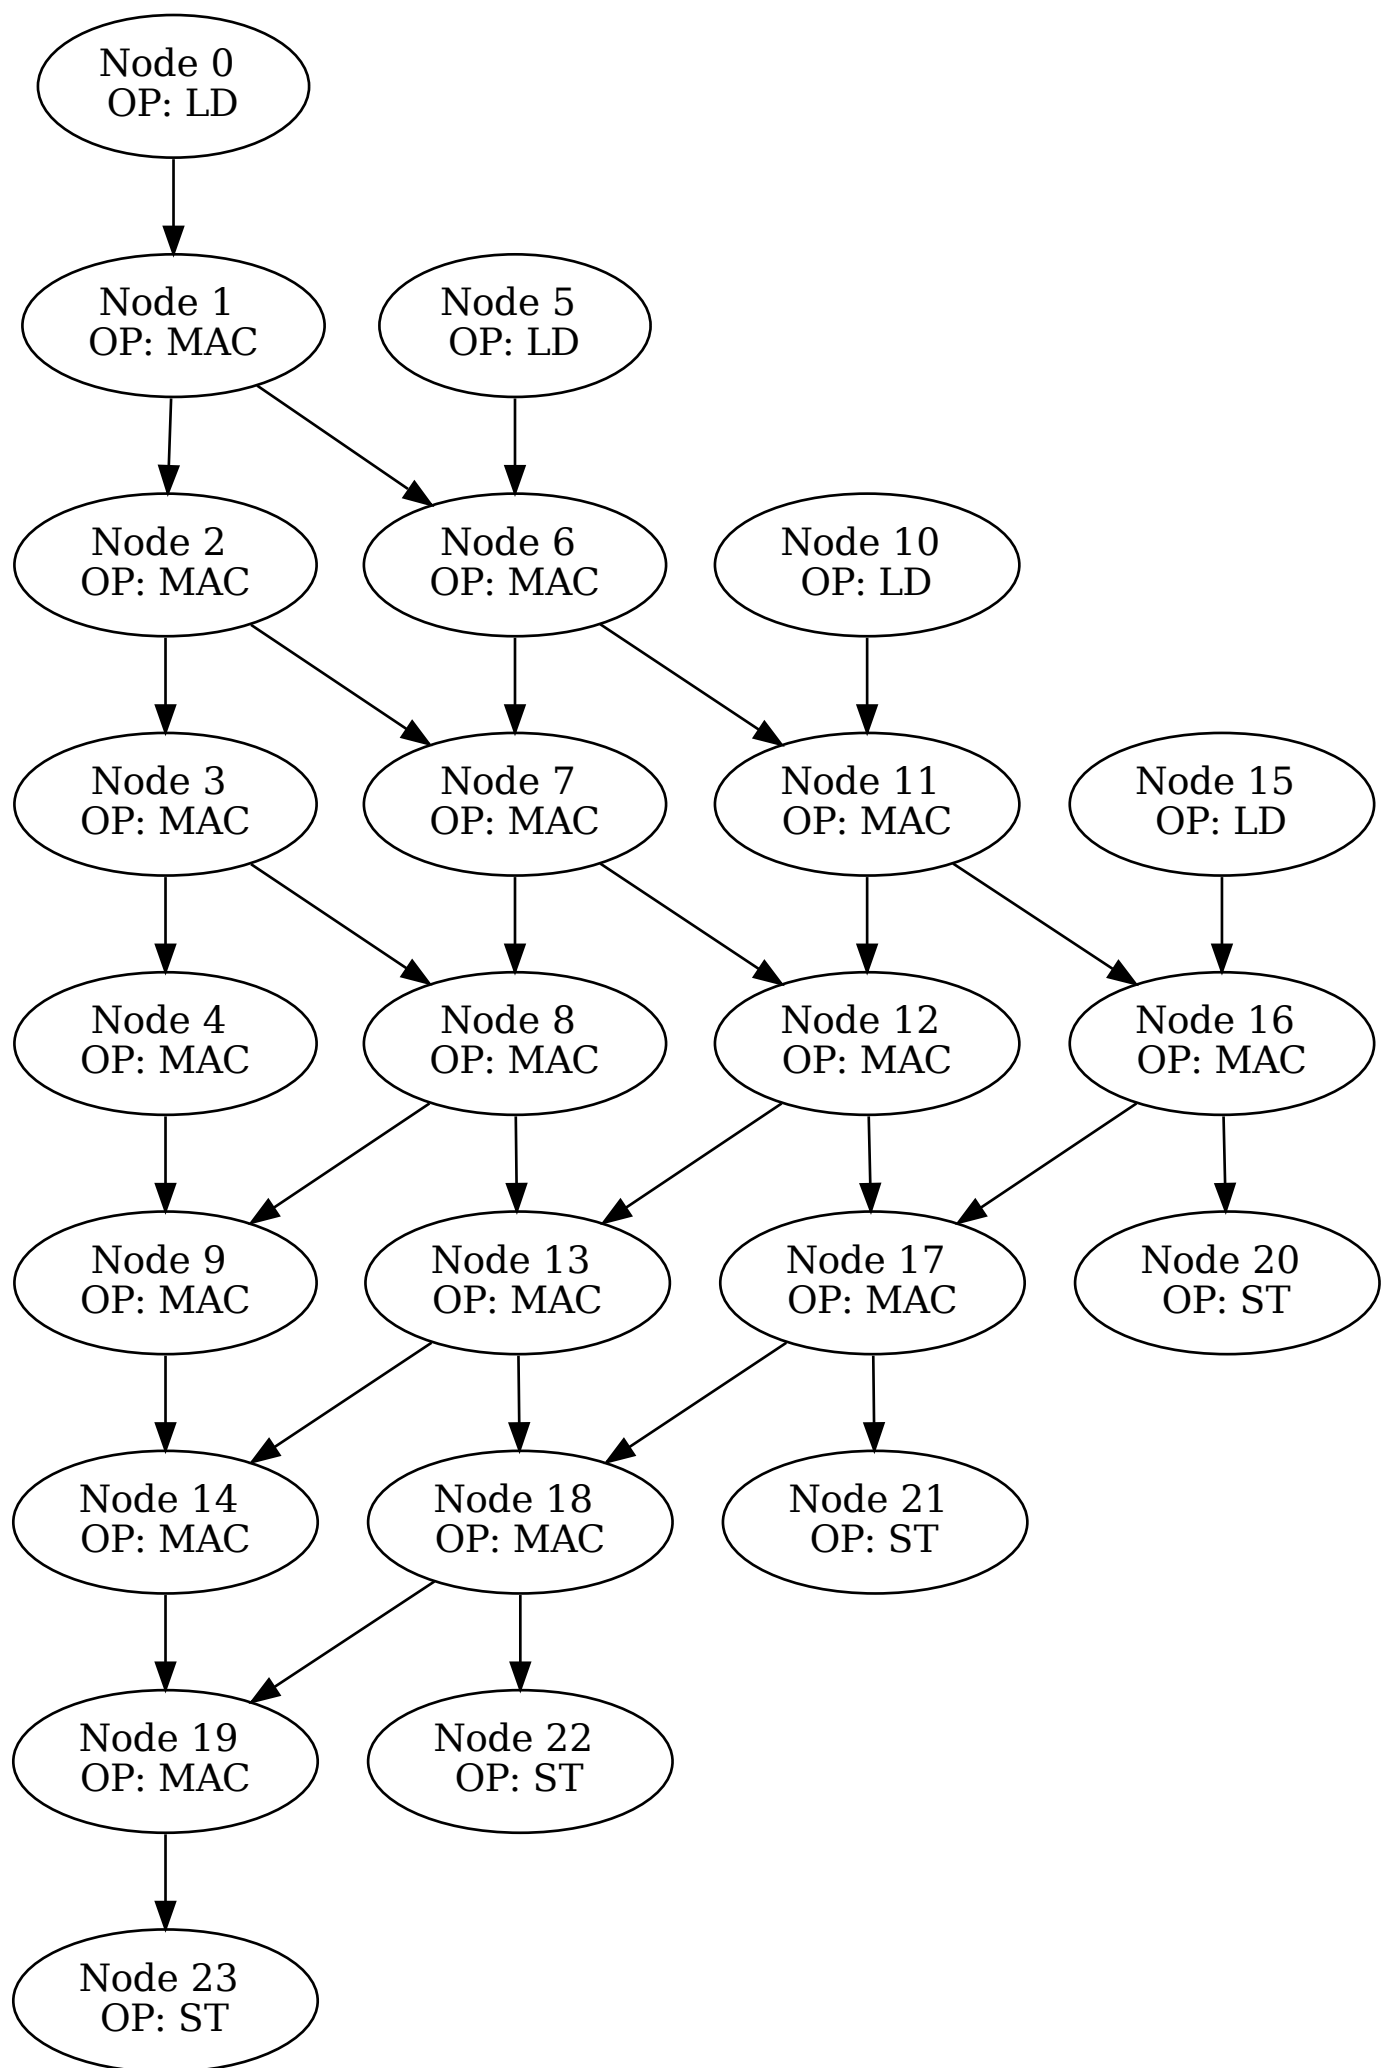 Node 0
OP: LD
Node 1
OP: MAC
Node 5
OP: LD
Node 2
OP: MAC
Node 6
OP: MAC
Node 10
OP: LD
Node 3
OP: MAC
Node 7
OP: MAC
Node 11
OP: MAC
Node 15
OP: LD
Node 4
OP: MAC
Node 8
OP: MAC
Node 12
OP: MAC
Node 16
OP: MAC
Node 9
OP: MAC
Node 13
OP: MAC
Node 17
OP: MAC
Node 20
OP: ST
Node 14
OP: MAC
Node 18
OP: MAC
Node 21
OP: ST
Node 19
OP: MAC
Node 22
OP: ST
Node 23
OP: ST